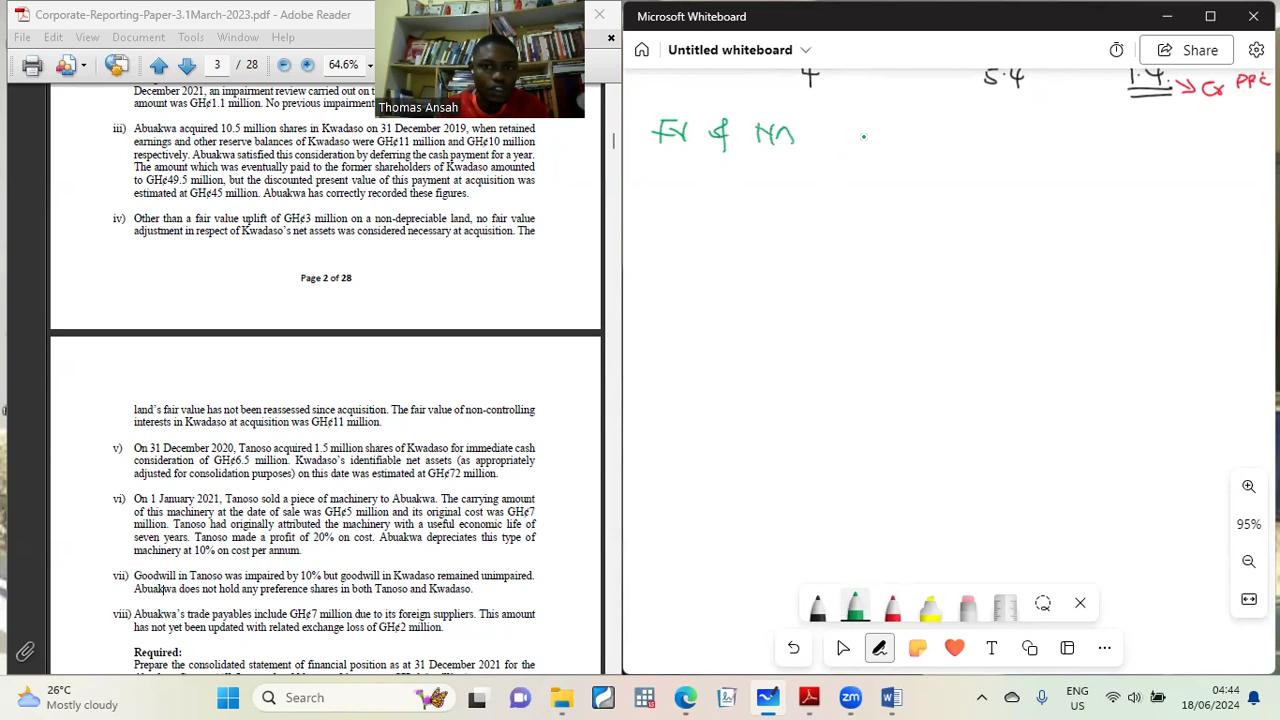 Corporate-Reporting-Paper-3.1March-2023.pdf - Adobe Reader
File Edit View Document Tools Window Help
3 / 28 64.6%
Thomas Ansah
December 2021, an impairment review carried out on t
amount was GH¢1.1 million. No previous impairment
iii) Abuakwa acquired 10.5 million shares in Kwadaso on 31 December 2019, when retained
earnings and other reserve balances of Kwadaso were GH¢11 million and GH¢10 million
respectively. Abuakwa satisfied this consideration by deferring the cash payment for a year.
The amount which was eventually paid to the former shareholders of Kwadaso amounted
to GH¢49.5 million, but the discounted present value of this payment at acquisition was
estimated at GH¢45 million. Abuakwa has correctly recorded these figures.
iv) Other than a fair value uplift of GH¢3 million on a non-depreciable land, no fair value
adjustment in respect of Kwadaso's net assets was considered necessary at acquisition. The
Page 2 of 28
land's fair value has not been reassessed since acquisition. The fair value of non-controlling
interests in Kwadaso at acquisition was GH¢11 million.
v) On 31 December 2020, Tanoso acquired 1.5 million shares of Kwadaso for immediate cash
consideration of GH¢6.5 million. Kwadaso's identifiable net assets (as appropriately
adjusted for consolidation purposes) on this date was estimated at GH¢72 million.
vi) On 1 January 2021, Tanoso sold a piece of machinery to Abuakwa. The carrying amount
of this machinery at the date of sale was GH¢5 million and its original cost was GH¢7
million. Tanoso had originally attributed the machinery with a useful economic life of
seven years. Tanoso made a profit of 20% on cost. Abuakwa depreciates this type of
machinery at 10% on cost per annum.
vii) Goodwill in Tanoso was impaired by 10% but goodwill in Kwadaso remained unimpaired.
Abuakwa does not hold any preference shares in both Tanoso and Kwadaso.
viii) Abuakwa's trade payables include GH¢7 million due to its foreign suppliers. This amount
has not yet been updated with related exchange loss of GH¢2 million.
Required:
Prepare the consolidated statement of financial position as at 31 December 2021 for the
Microsoft Whiteboard
Untitled whiteboard
Share
4 5.4 1.4 → Cr PPE
FV &
95%
26°C
Mostly cloudy
Search
ENG
US
04:44
18/06/2024